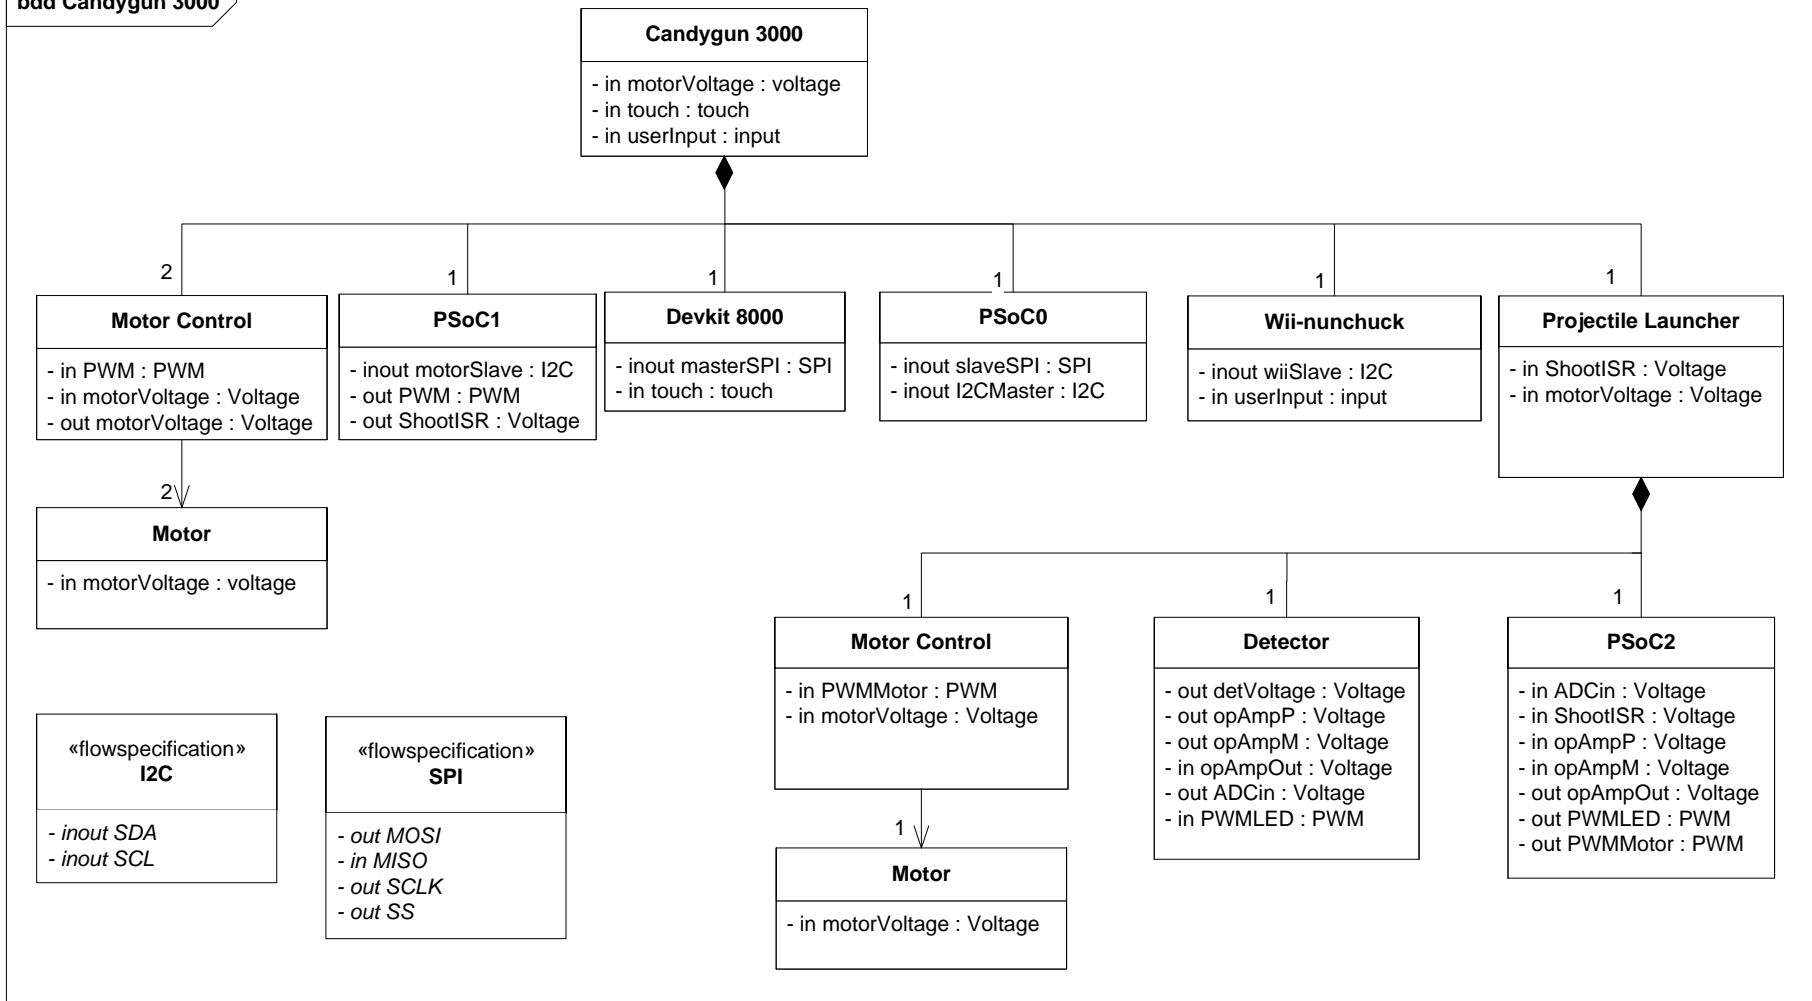 bdd Candygun 3000
Candygun 3000
- in motorVoltage : voltage
- in touch : touch
- in userInput : input
2
1
1
1
1
1
Motor Control
- in PWM : PWM
- in motorVoltage : Voltage
- out motorVoltage : Voltage
PSoC1
- inout motorSlave : I2C
- out PWM : PWM
- out ShootISR : Voltage
Devkit 8000
- inout masterSPI : SPI
- in touch : touch
PSoC0
- inout slaveSPI : SPI
- inout I2CMaster : I2C
Wii-nunchuck
- inout wiiSlave : I2C
- in userInput : input
Projectile Launcher
- in ShootISR : Voltage
- in motorVoltage : Voltage
2
Motor
- in motorVoltage : voltage
1
1
1
Motor Control
- in PWMMotor : PWM
- in motorVoltage : Voltage
Detector
- out detVoltage : Voltage
- out opAmpP : Voltage
- out opAmpM : Voltage
- in opAmpOut : Voltage
- out ADCin : Voltage
- in PWMLED : PWM
PSoC2
- in ADCin : Voltage
- in ShootISR : Voltage
- in opAmpP : Voltage
- in opAmpM : Voltage
- out opAmpOut : Voltage
- out PWMLED : PWM
- out PWMMotor : PWM
«flowspecification»
I2C
- inout SDA
- inout SCL
«flowspecification»
SPI
- out MOSI
- in MISO
- out SCLK
- out SS
1
Motor
- in motorVoltage : Voltage